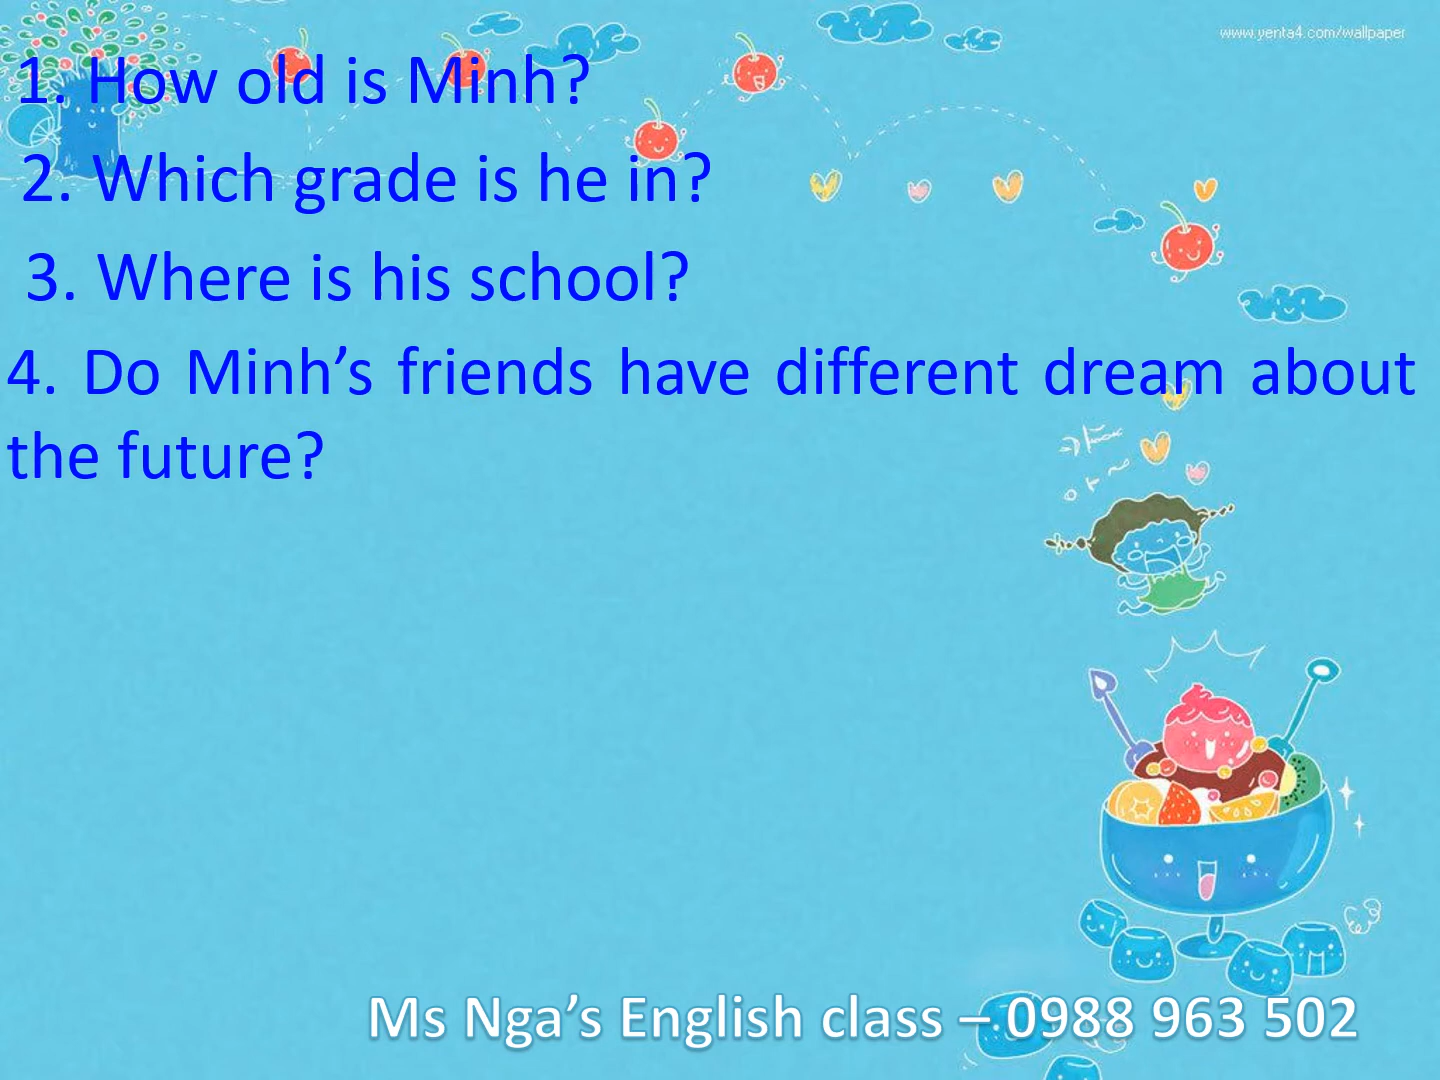 www.yenta4.com/wallpaper
1. How old is Minh?
2. Which grade is he in?
3. Where is his school?
4. Do Minh’s friends have different dream about
the future?
Ms Nga’s English class – 0988 963 502